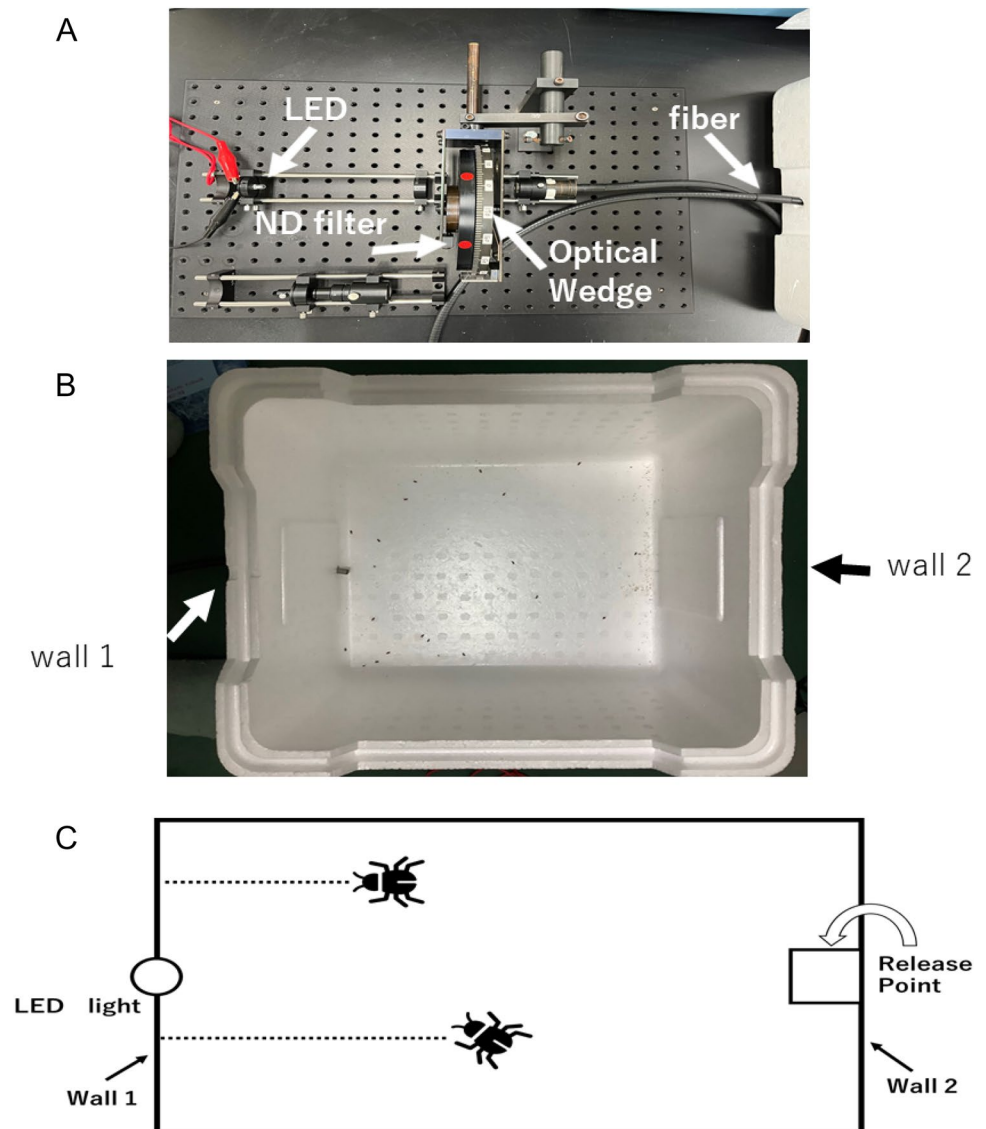 A
LED
fiber
ND filter
Optical
Wedge
B
wall 2
wall 1
C
Release
Point
LED light
Wall 1
Wall 2